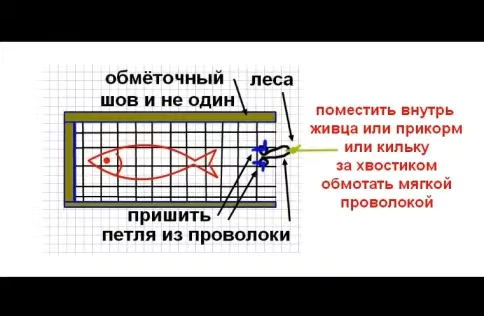 обмёточный
шов и не один
леса
поместить внутрь
живца или прикорм
или кильку
за хвостиком
обмотать мягкой
проволокой
пришить
петля из проволоки